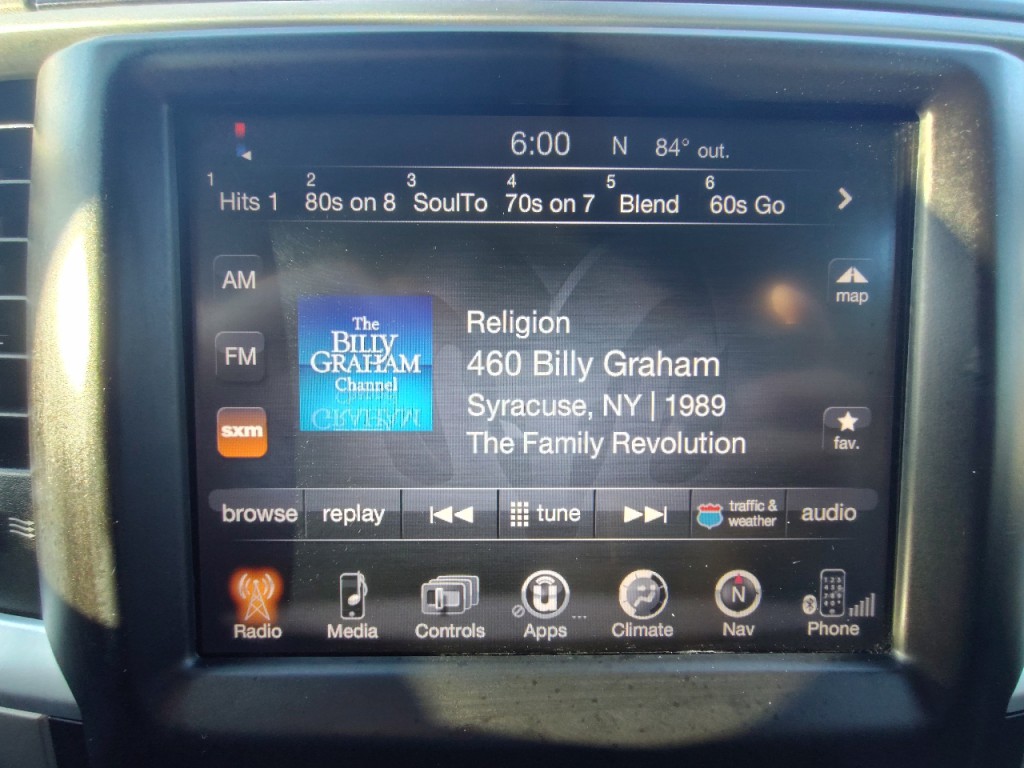 6:00 N 84° out.
1 2 3 4 5 6
Hits 1 80s on 8 SoulTo 70s on 7 Blend 60s Go
AM
map
FM
sxm
The
BILLY
GRAHAM
Channel
GRAHAM
Religion
460 Billy Graham
Syracuse, NY | 1989
The Family Revolution
fav.
browse replay tune traffic & weather audio
N
Radio Media Controls Apps Climate Nav Phone